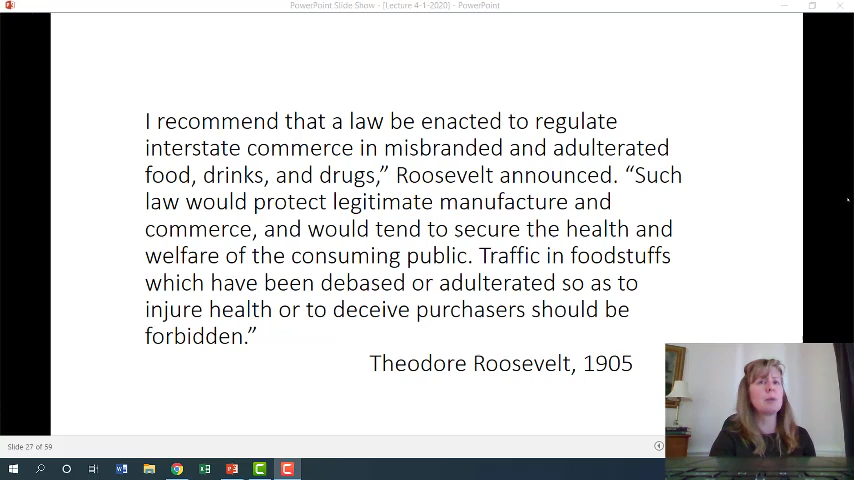 PowerPoint Slide Show - [Lecture 4-1-2020] - PowerPoint
I recommend that a law be enacted to regulate
interstate commerce in misbranded and adulterated
food, drinks, and drugs,” Roosevelt announced. “Such
law would protect legitimate manufacture and
commerce, and would tend to secure the health and
welfare of the consuming public. Traffic in foodstuffs
which have been debased or adulterated so as to
injure health or to deceive purchasers should be
forbidden.”
Theodore Roosevelt, 1905
Slide 27 of 59